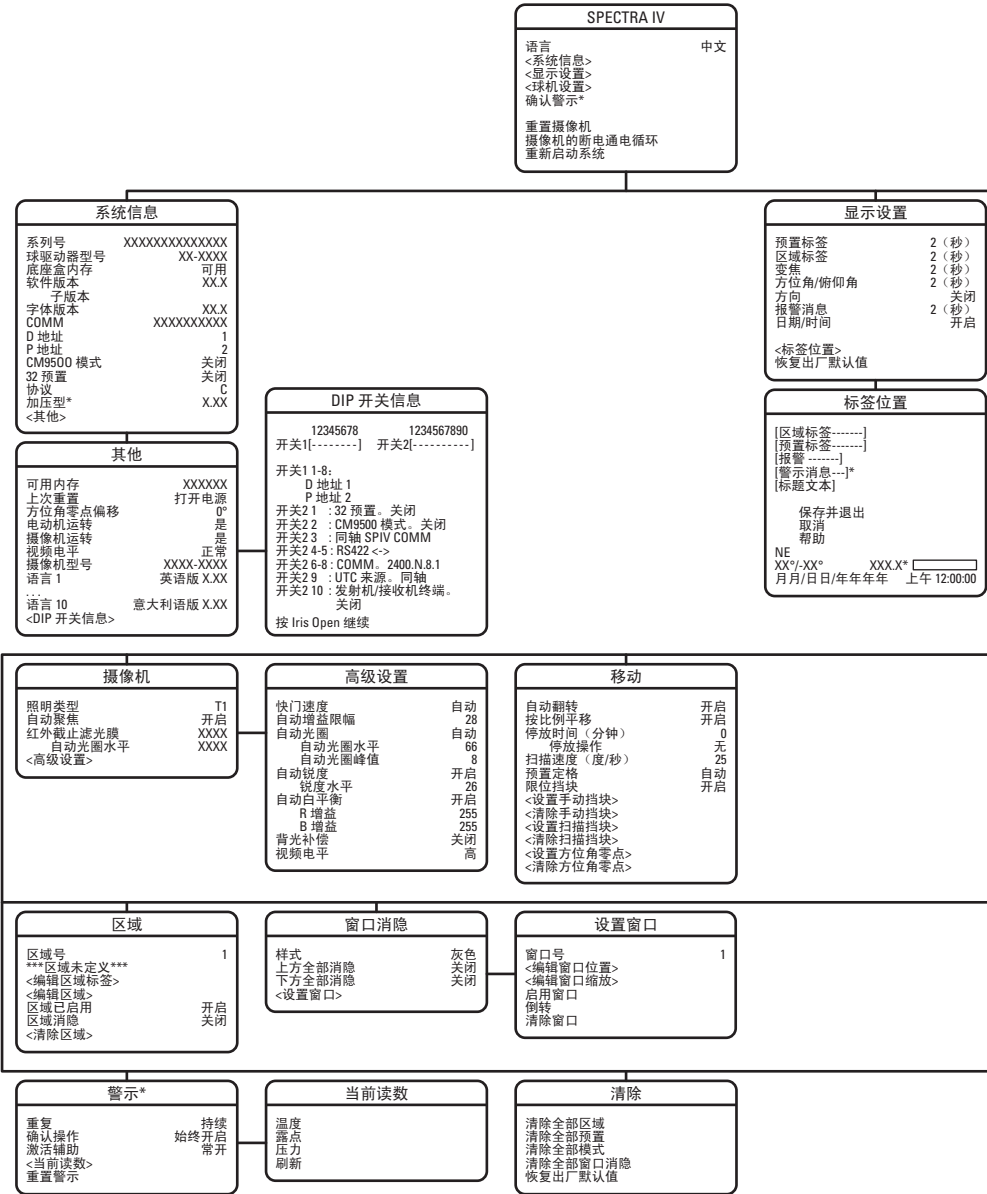 SPECTRA IV
语言 中文
<系统信息>
<显示设置>
<球机设置>
确认警示*
重置摄像机
摄像机的断电通电循环
重新启动系统
系统信息
系列号 XXXXXXXXXXXXXX
球驱动器型号 XX-XXXX
底座盒内存 可用
软件版本 XX.X
子版本
字体版本 XX.X
COMM XXXXXXXXXX
D 地址 1
P 地址 2
CM9500 模式 关闭
32 预置 关闭
协议 C
加压型* X.XX
<其他>
其他
可用内存 XXXXXX
上次重置 打开电源
方位角零点偏移 0°
电动机运转 是
摄像机运转 是
视频电平 正常
摄像机型号 XXXX-XXXX
语言 1 英语版 X.XX
. . .
语言 10 意大利语版 X.XX
<DIP 开关信息>
DIP 开关信息
12345678 1234567890
开关1[--------] 开关2[----------]
开关1 1-8:
D 地址 1
P 地址 2
开关2 1 : 32 预置。关闭
开关2 2 : CM9500 模式。关闭
开关2 3 : 同轴 SPIV COMM
开关2 4-5 : RS422 <->
开关2 6-8 : COMM。2400.N.8.1
开关2 9 : UTC 来源。同轴
开关2 10 : 发射机/接收机终端。
关闭
按 Iris Open 继续
显示设置
预置标签 2（秒）
区域标签 2（秒）
变焦 2（秒）
方位角/俯仰角 2（秒）
方向 关闭
报警消息 2（秒）
日期/时间 开启
<标签位置>
恢复出厂默认值
标签位置
[区域标签-------]
[预置标签-------]
[报警 -------]
[警示消息---]*
[标题文本]
保存并退出
取消
帮助
NE
XX°/-XX° XXX.X*
月月/日日/年年年年 上午 12:00:00
摄像机
照明类型 T1
自动聚焦 开启
红外截止滤光膜 XXXX
自动光圈水平 XXXX
<高级设置>
高级设置
快门速度 自动
自动增益限幅 28
自动光圈 自动
自动光圈水平 66
自动光圈峰值 8
自动锐度 开启
锐度水平 26
自动白平衡 开启
R 增益 255
B 增益 255
背光补偿 关闭
视频电平 高
移动
自动翻转 开启
按比例平移 开启
停放时间（分钟） 0
停放操作 无
扫描速度（度/秒） 25
预置定格 自动
限位挡块 开启
<设置手动挡块>
<清除手动挡块>
<设置扫描挡块>
<清除扫描挡块>
<设置方位角零点>
<清除方位角零点>
区域
区域号 1
***区域未定义***
<编辑区域标签>
<编辑区域>
区域已启用 开启
区域消隐 关闭
<清除区域>
窗口消隐
样式 灰色
上方全部消隐 关闭
下方全部消隐 关闭
<设置窗口>
设置窗口
窗口号 1
<编辑窗口位置>
<编辑窗口缩放>
启用窗口
倒转
清除窗口
警示*
重复 持续
确认操作 始终开启
激活辅助 常开
<当前读数>
重置警示
当前读数
温度
露点
压力
刷新
清除
清除全部区域
清除全部预置
清除全部模式
清除全部窗口消隐
恢复出厂默认值